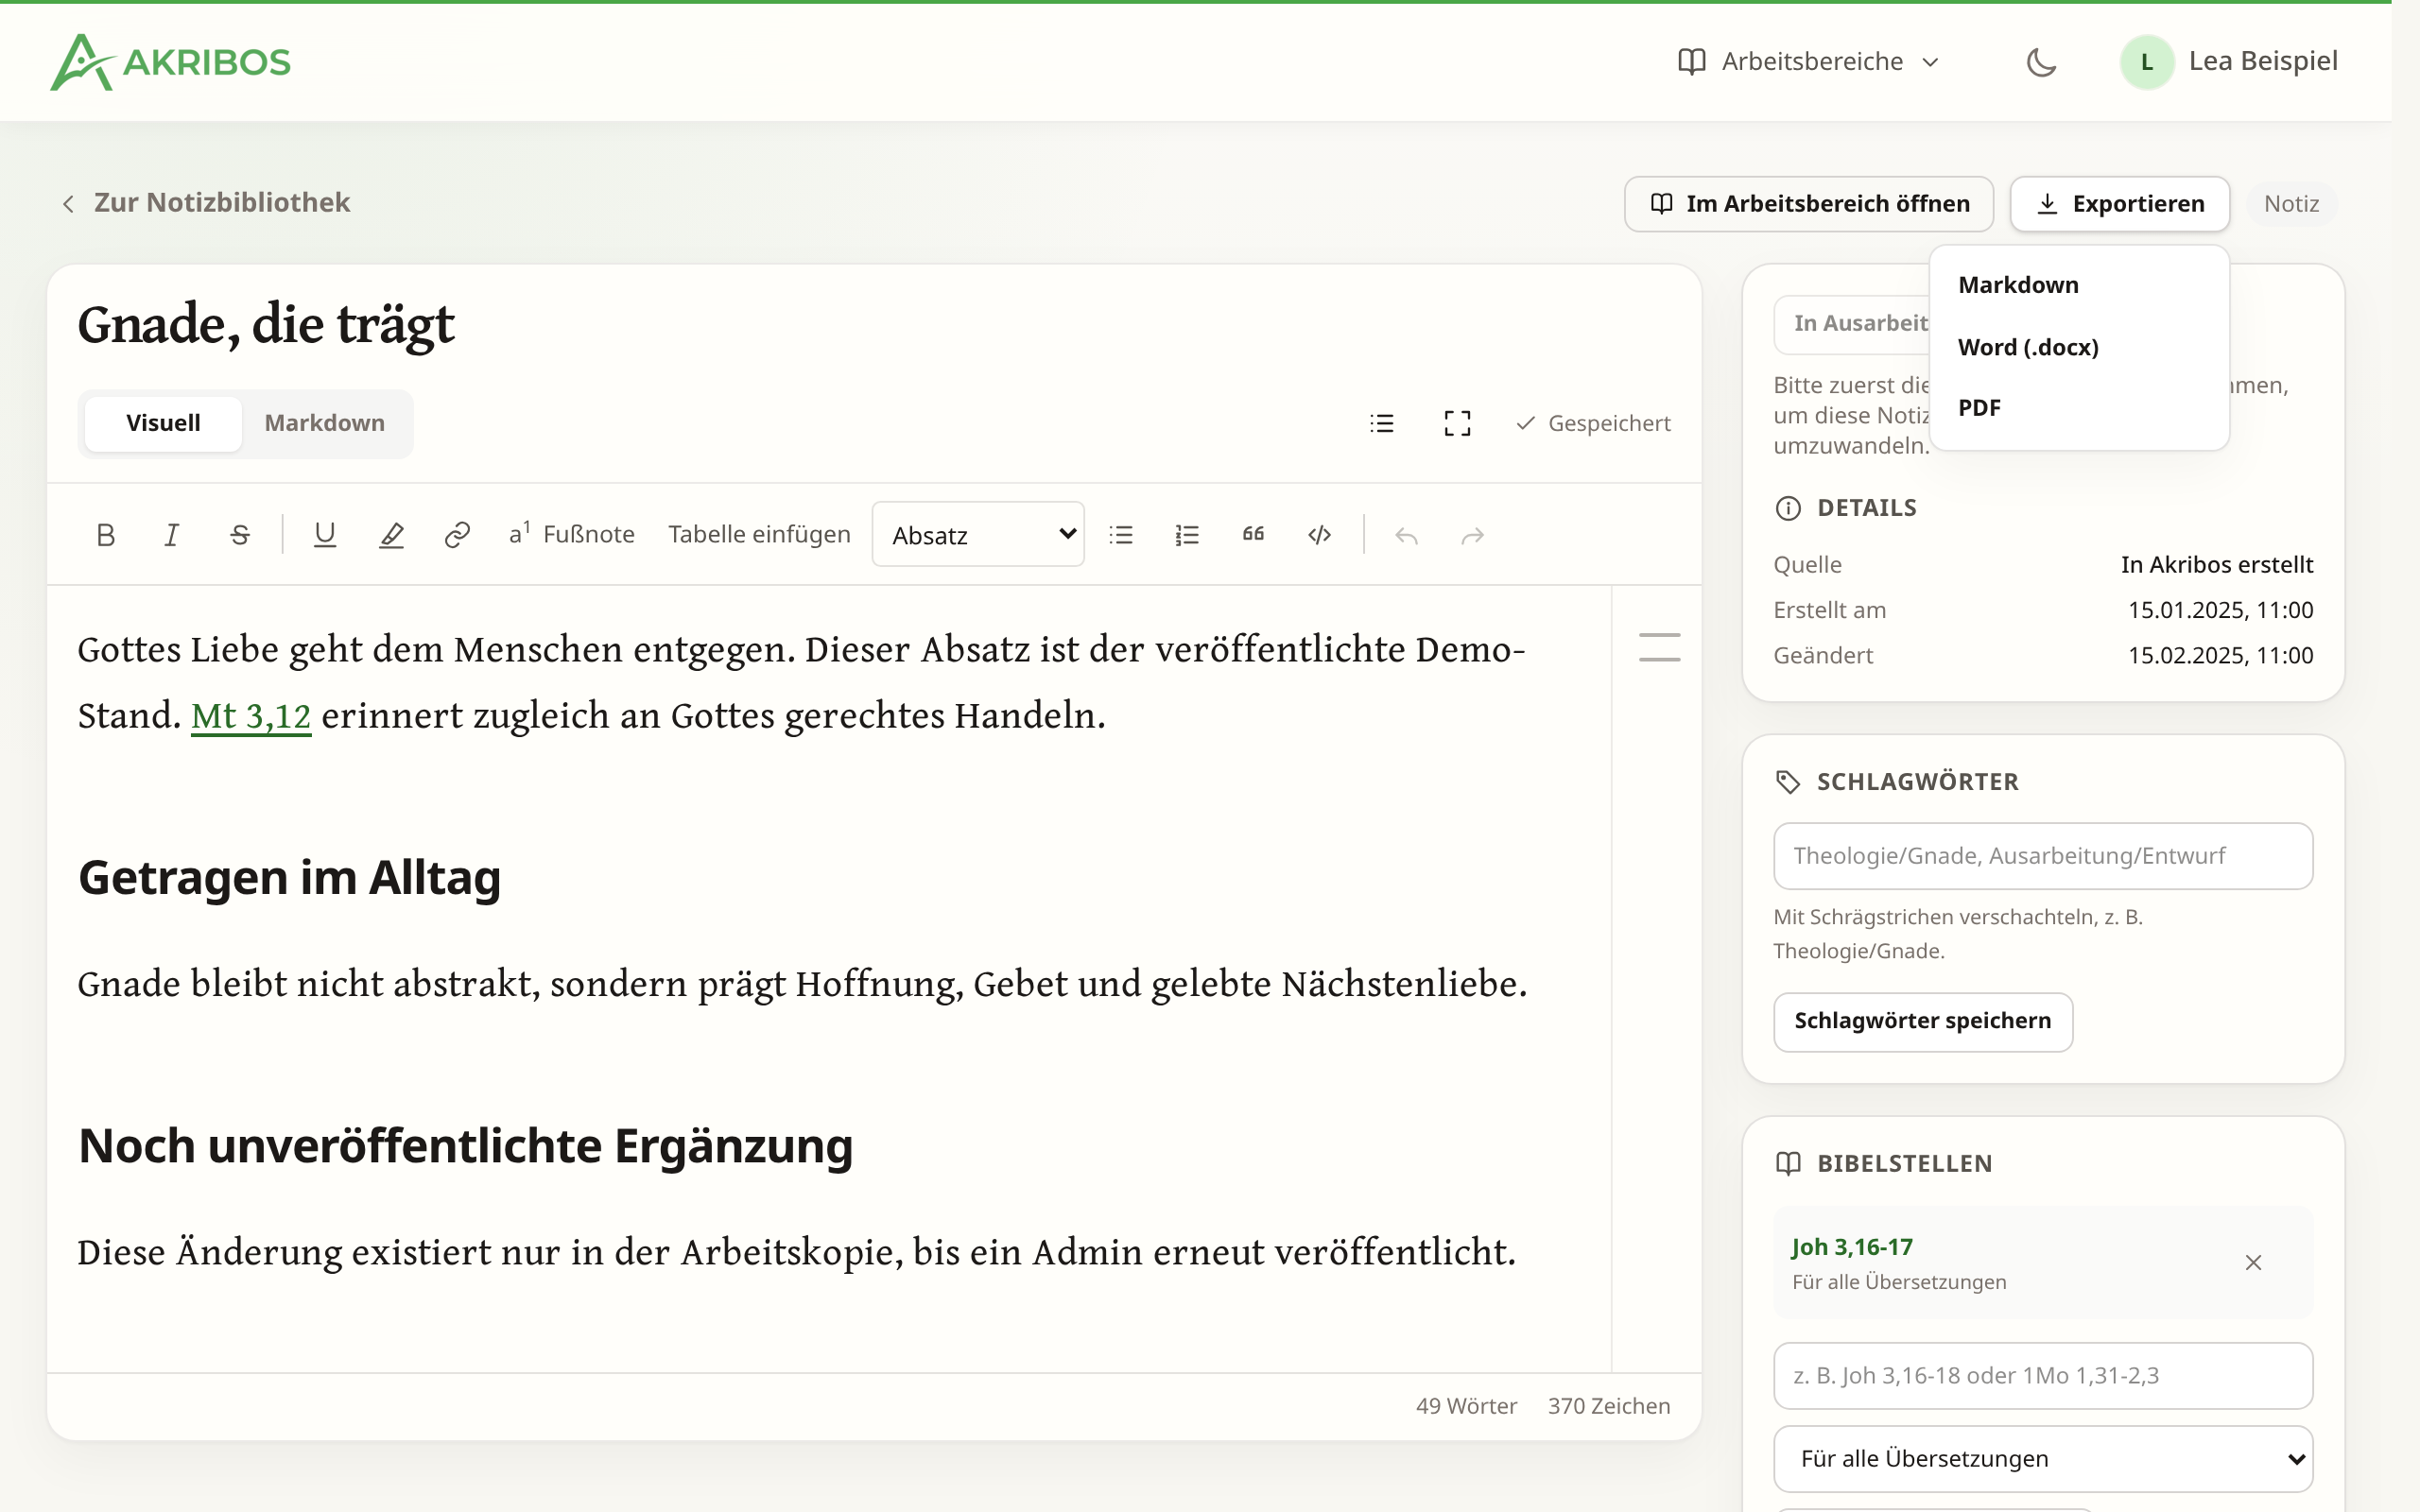 AKRIBOS
Arbeitsbereiche
L
Lea Beispiel
Zur Notizbibliothek
Im Arbeitsbereich öffnen
Exportieren
Notiz
Markdown
Word (.docx)
PDF
Gnade, die trägt
Visuell
Markdown
Gespeichert
B I S U
a1 Fußnote
Tabelle einfügen
Absatz
Gottes Liebe geht dem Menschen entgegen. Dieser Absatz ist der veröffentlichte Demo-
Stand. Mt 3,12 erinnert zugleich an Gottes gerechtes Handeln.
Getragen im Alltag
Gnade bleibt nicht abstrakt, sondern prägt Hoffnung, Gebet und gelebte Nächstenliebe.
Noch unveröffentlichte Ergänzung
Diese Änderung existiert nur in der Arbeitskopie, bis ein Admin erneut veröffentlicht.
49 Wörter
370 Zeichen
In Ausarbeit
Bitte zuerst die
um diese Notiz
umzuwandeln.
DETAILS
Quelle
In Akribos erstellt
Erstellt am
15.01.2025, 11:00
Geändert
15.02.2025, 11:00
SCHLAGWÖRTER
Theologie/Gnade, Ausarbeitung/Entwurf
Mit Schrägstrichen verschachteln, z. B.
Theologie/Gnade.
Schlagwörter speichern
BIBELSTELLEN
Joh 3,16-17
Für alle Übersetzungen
z. B. Joh 3,16-18 oder 1Mo 1,31-2,3
Für alle Übersetzungen